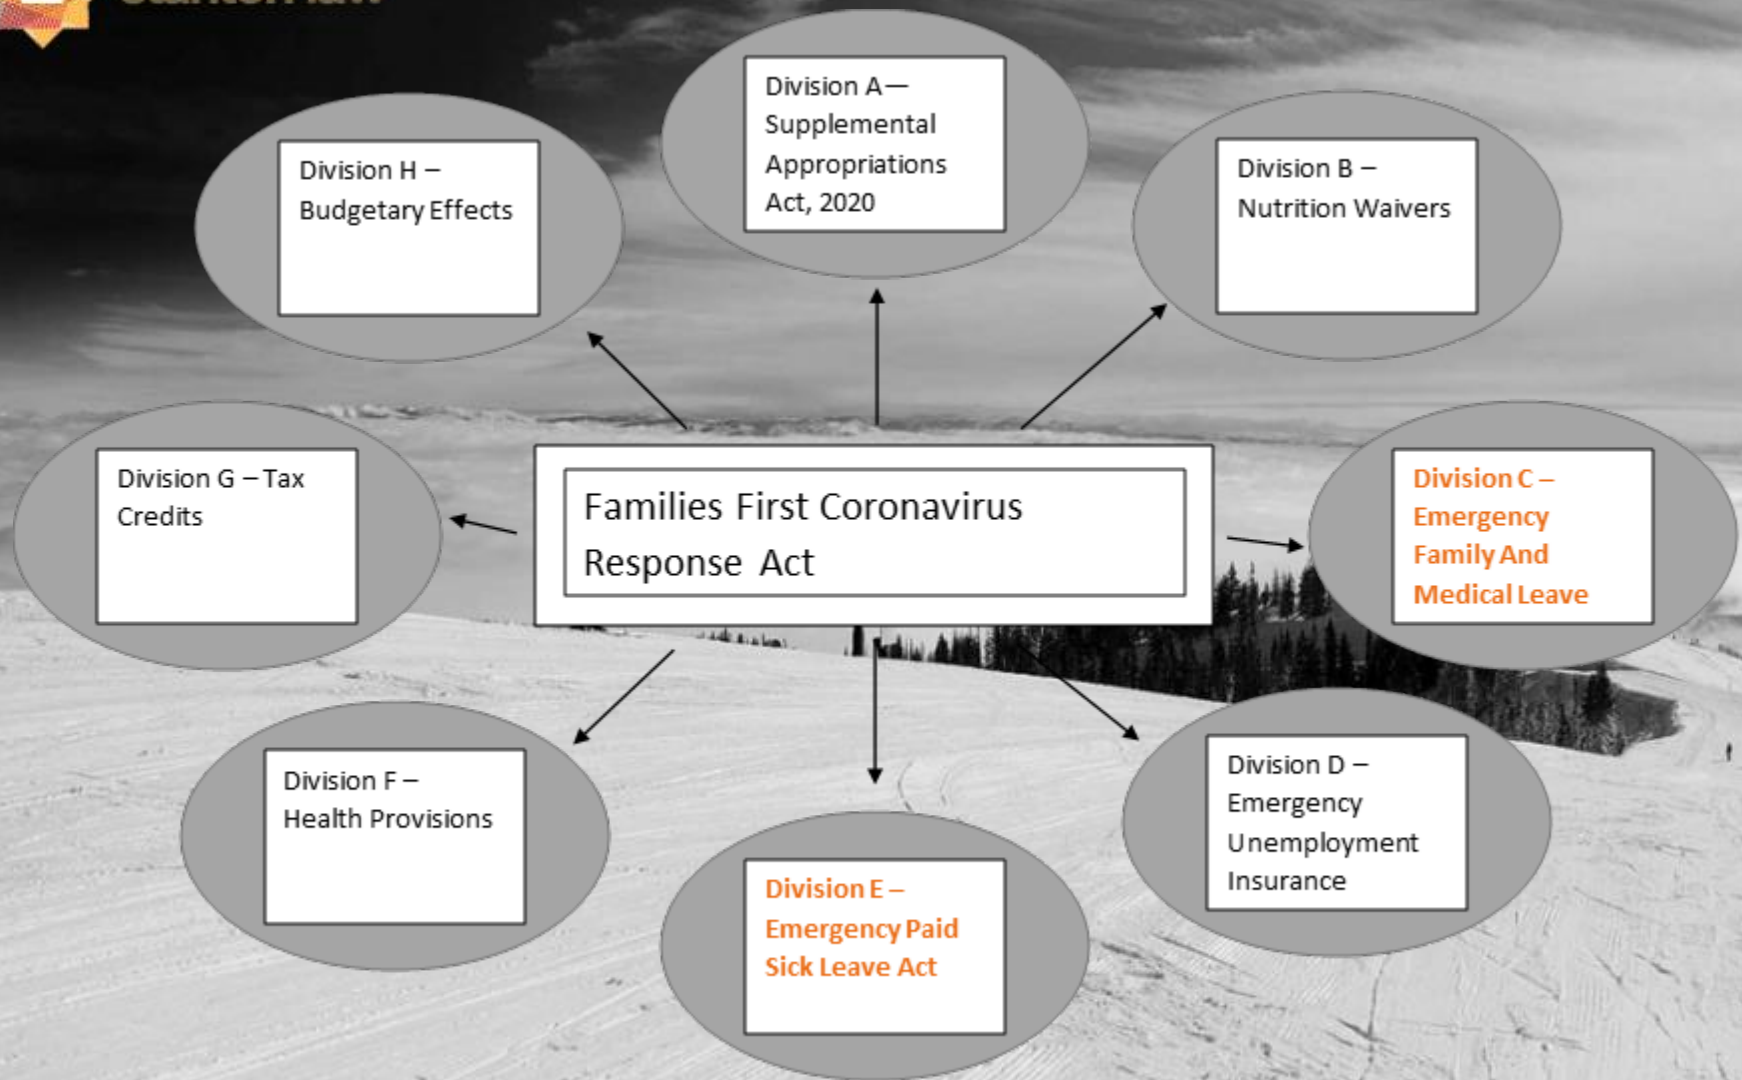 Division A—
Supplemental
Appropriations
Act, 2020
Division H –
Budgetary Effects
Division B –
Nutrition Waivers
Division G – Tax
Credits
Families First Coronavirus
Response Act
Division C –
Emergency
Family And
Medical Leave
Division F –
Health Provisions
Division D –
Emergency
Unemployment
Insurance
Division E –
Emergency Paid
Sick Leave Act